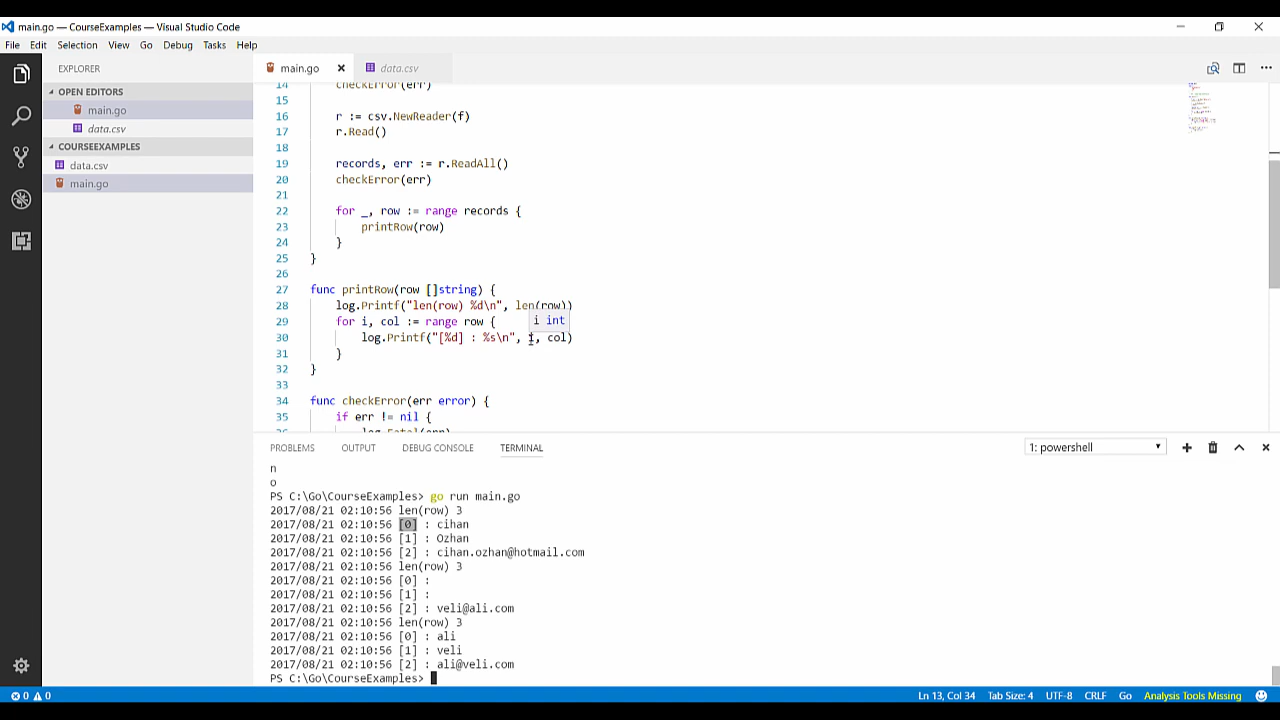 main.go — CourseExamples — Visual Studio Code
File Edit Selection View Go Debug Tasks Help
EXPLORER
OPEN EDITORS
main.go
data.csv
COURSEEXAMPLES
data.csv
main.go
main.go data.csv
14 checkError(err)
15
16 r := csv.NewReader(f)
17 r.Read()
18
19 records, err := r.ReadAll()
20 checkError(err)
21
22 for _, row := range records {
23 printRow(row)
24 }
25 }
26
27 func printRow(row []string) {
28 log.Printf("len(row) %d\n", len(row))
29 for i, col := range row {
i int
30 log.Printf("[%d] : %s\n", i, col)
31 }
32 }
33
34 func checkError(err error) {
35 if err != nil {
36 log.Fatal(err)
PROBLEMS OUTPUT DEBUG CONSOLE TERMINAL 1: powershell
n
o
PS C:\Go\CourseExamples> go run main.go
2017/08/21 02:10:56 len(row) 3
2017/08/21 02:10:56 [0] : cihan
2017/08/21 02:10:56 [1] : Ozhan
2017/08/21 02:10:56 [2] : cihan.ozhan@hotmail.com
2017/08/21 02:10:56 len(row) 3
2017/08/21 02:10:56 [0] :
2017/08/21 02:10:56 [1] :
2017/08/21 02:10:56 [2] : veli@ali.com
2017/08/21 02:10:56 len(row) 3
2017/08/21 02:10:56 [0] : ali
2017/08/21 02:10:56 [1] : veli
2017/08/21 02:10:56 [2] : ali@veli.com
PS C:\Go\CourseExamples>
0 0 Ln 13, Col 34 Tab Size: 4 UTF-8 CRLF Go Analysis Tools Missing